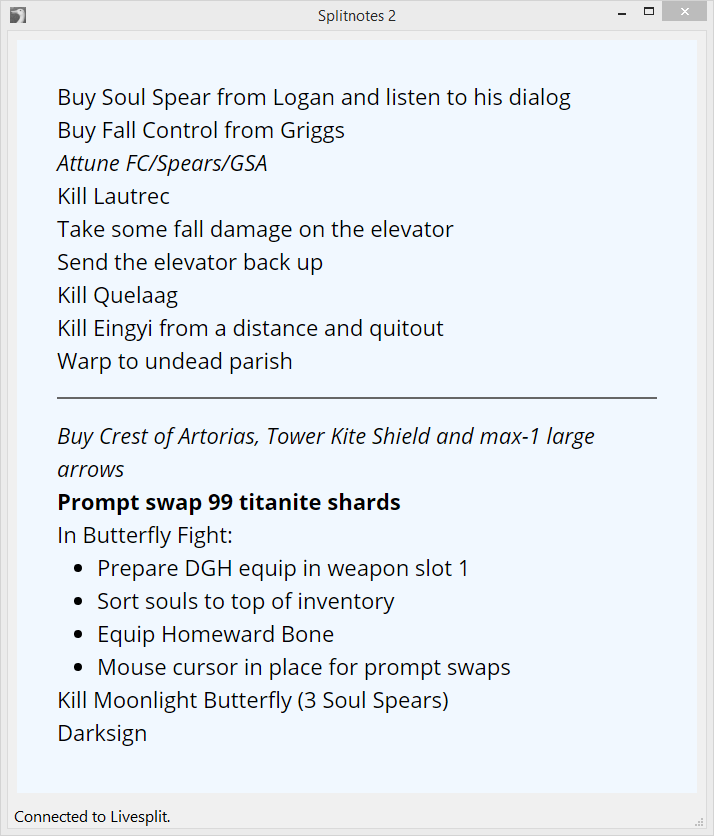 Splitnotes 2
Buy Soul Spear from Logan and listen to his dialog
Buy Fall Control from Griggs
Attune FC/Spears/GSA
Kill Lautrec
Take some fall damage on the elevator
Send the elevator back up
Kill Quelaag
Kill Eingyi from a distance and quitout
Warp to undead parish
Buy Crest of Artorias, Tower Kite Shield and max-1 large
arrows
Prompt swap 99 titanite shards
In Butterfly Fight:
• Prepare DGH equip in weapon slot 1
• Sort souls to top of inventory
• Equip Homeward Bone
• Mouse cursor in place for prompt swaps
Kill Moonlight Butterfly (3 Soul Spears)
Darksign
Connected to Livesplit.